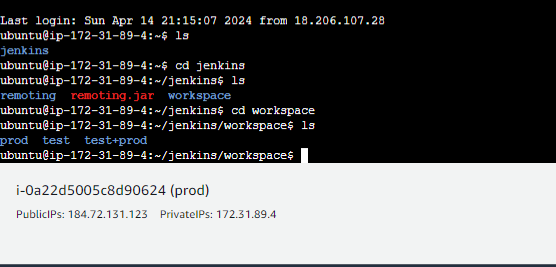 Last login: Sun Apr 14 21:15:07 2024 from 18.206.107.28
ubuntu@ip-172-31-89-4:~$ ls
jenkins
ubuntu@ip-172-31-89-4:~$ cd jenkins
ubuntu@ip-172-31-89-4:~/jenkins$ ls
remoting  remoting.jar  workspace
ubuntu@ip-172-31-89-4:~/jenkins$ cd workspace
ubuntu@ip-172-31-89-4:~/jenkins/workspace$ ls
prod  test  test+prod
ubuntu@ip-172-31-89-4:~/jenkins/workspace$
i-0a22d5005c8d90624 (prod)
PublicIPs: 184.72.131.123  PrivateIPs: 172.31.89.4